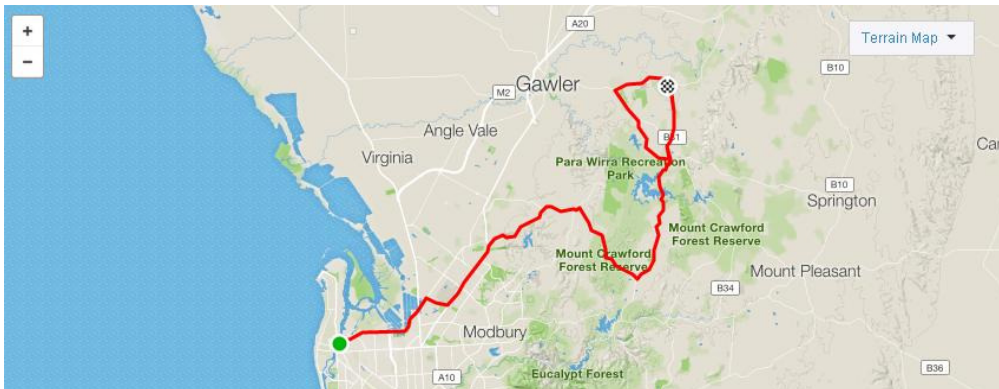 +
A20
Terrain Map
−
B10
Gawler
M2
Angle Vale
B31
Virginia
Para Wirra Recreation
Park
B10
Springton
Mount Crawford
Forest Reserve
Mount Crawford
Forest Reserve
Mount Pleasant
B34
Modbury
B36
A10
Eucalypt Forest